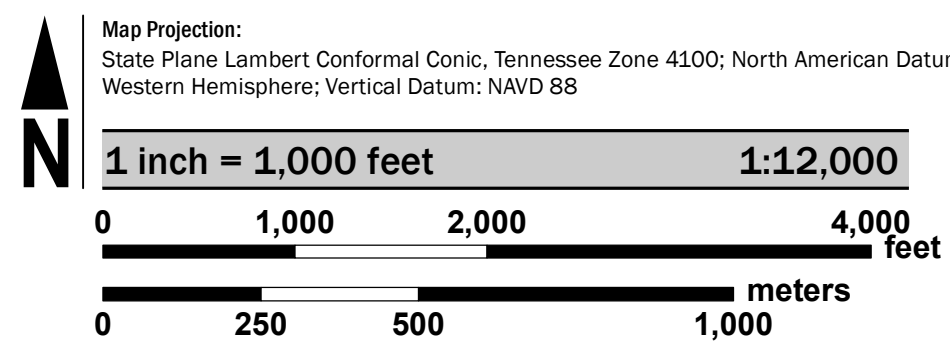 Map Projection:
State Plane Lambert Conformal Conic, Tennessee Zone 4100; North American
Western Hemisphere; Vertical Datum: NAVD 88
N
1 inch = 1,000 feet 1:12,000
0 1,000 2,000 4,000
feet
meters
0 250 500 1,000